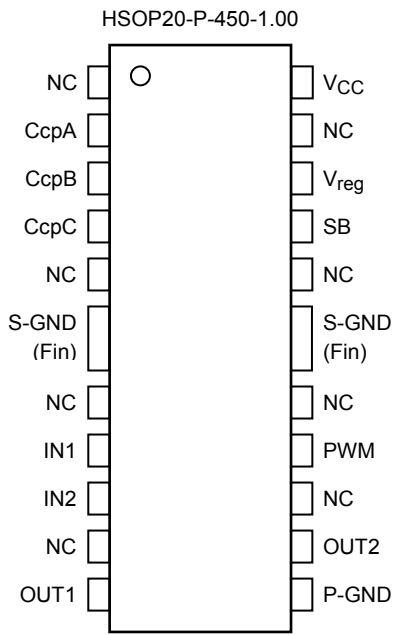 HSOP20-P-450-1.00
NC
VCC
CcpA
NC
CcpB
Vreg
CcpC
SB
NC
NC
S-GND
(Fin)
S-GND
(Fin)
NC
NC
IN1
PWM
IN2
NC
NC
OUT2
OUT1
P-GND